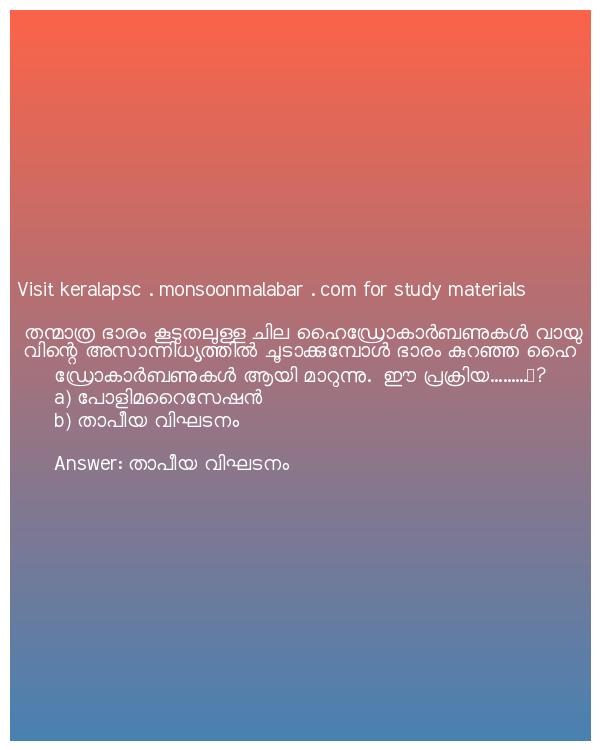 Visit keralapsc . monsoonmalabar . com for study materials
തന്മാത്ര ഭാരം കൂടുതലുള്ള ചില ഹൈഡ്രോകാർബണുകൾ വായു
വിന്റെ അസാന്നിധ്യത്തിൽ ചൂടാക്കുമ്പോൾ ഭാരം കുറഞ്ഞ ഹൈ
ഡ്രോകാർബണുകൾ ആയി മാറുന്നു. ഈ പ്രക്രിയ..........?
a) പോളിമറൈസേഷൻ
b) താപീയ വിഘടനം
Answer: താപീയ വിഘടനം